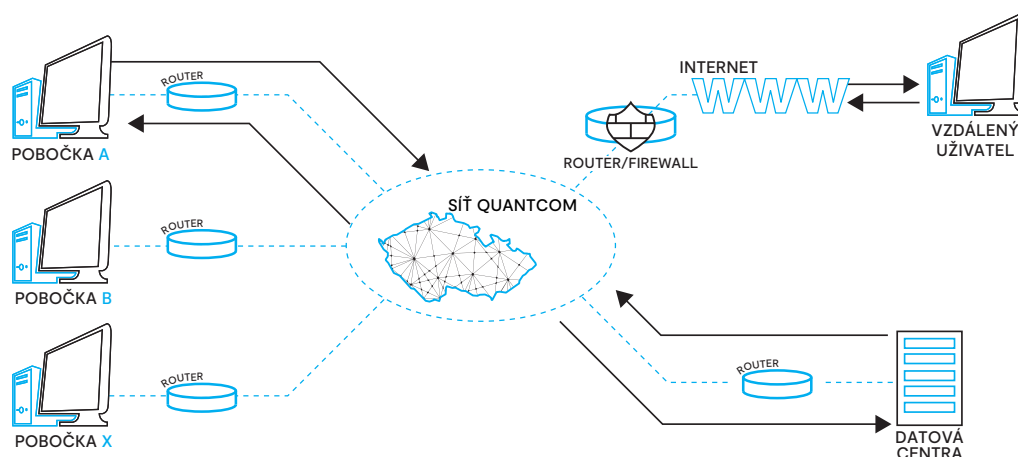 ROUTER
POBOČKA A
INTERNET
WWW
VZDÁLENÝ
UŽIVATEL
ROUTER/FIREWALL
SÍŤ QUANTCOM
ROUTER
POBOČKA B
ROUTER
POBOČKA X
ROUTER
DATOVÁ
CENTRA